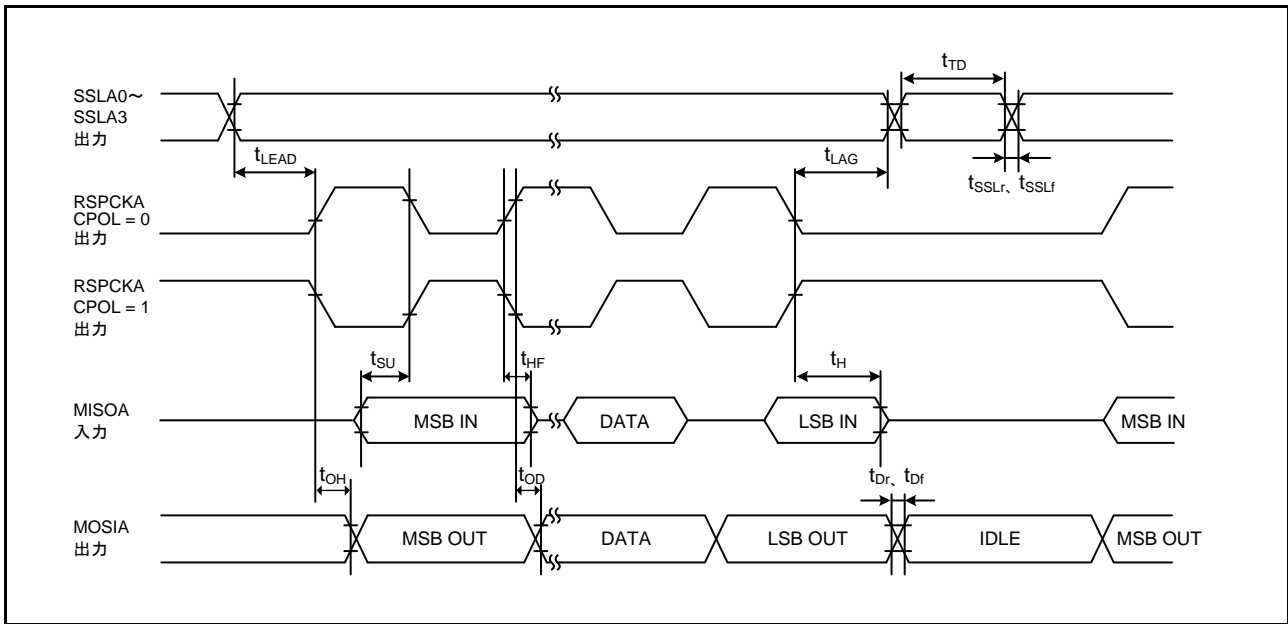 SSLA0～
SSLA3
出力
tTD
tLEAD
tLAG
tSSLr、tSSLf
RSPCKA
CPOL = 0
出力
RSPCKA
CPOL = 1
出力
tSU
tHF
tH
MISOA
入力
MSB IN
DATA
LSB IN
MSB IN
tOH
tOD
tDr、tDf
MOSIA
出力
MSB OUT
DATA
LSB OUT
IDLE
MSB OUT